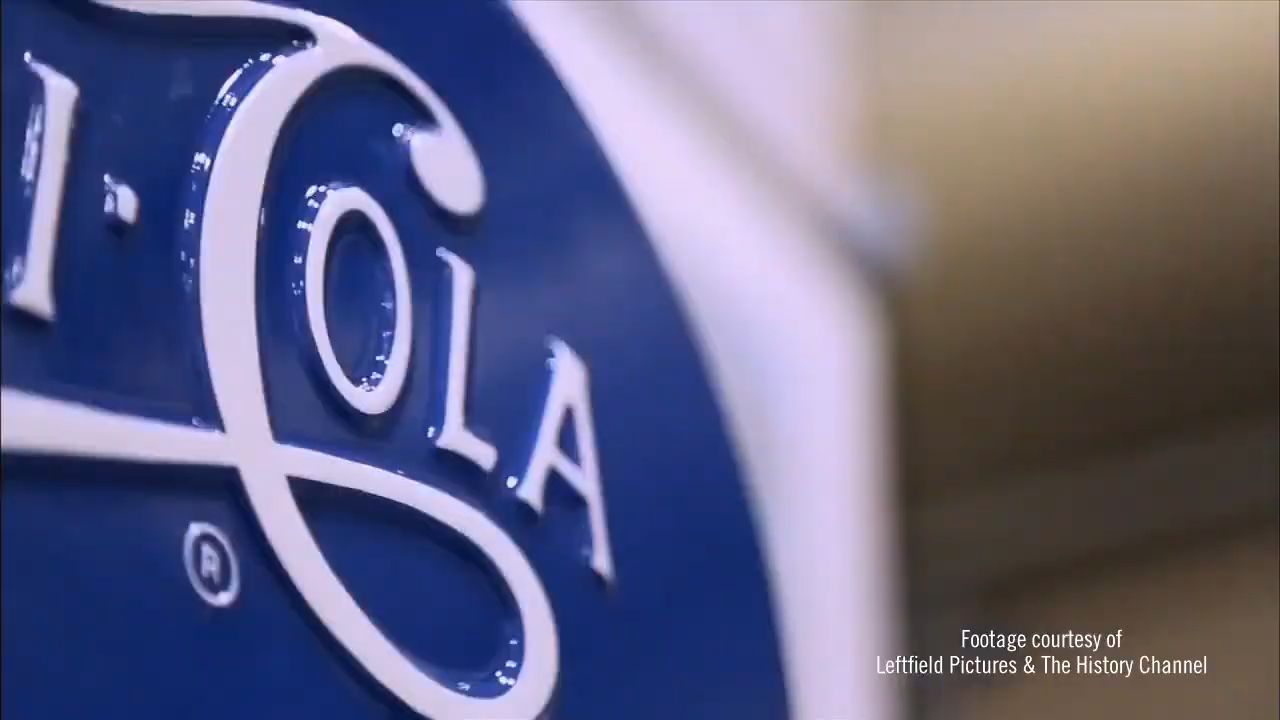 I·COLA
®
Footage courtesy of
Leftfield Pictures & The History Channel